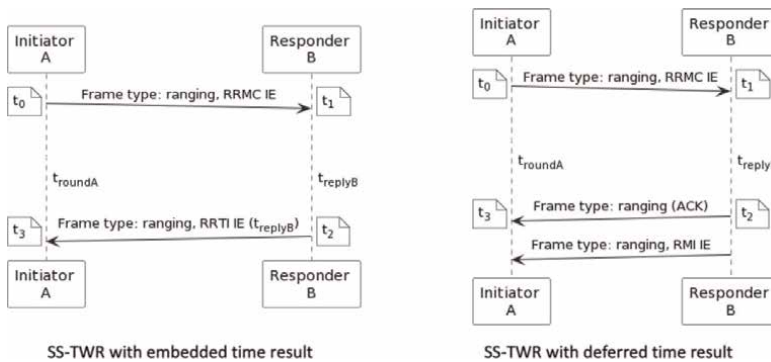 Initiator
A
Responder
B
t0
Frame type: ranging, RRMC IE
t1
troundA
treplyB
t3
Frame type: ranging, RRTI IE (treplyB)
t2
Initiator
A
Responder
B
SS-TWR with embedded time result
Initiator
A
Responder
B
t0
Frame type: ranging, RRMC IE
t1
troundA
treply
t3
Frame type: ranging (ACK)
t2
Frame type: ranging, RMI IE
Initiator
A
Responder
B
SS-TWR with deferred time result